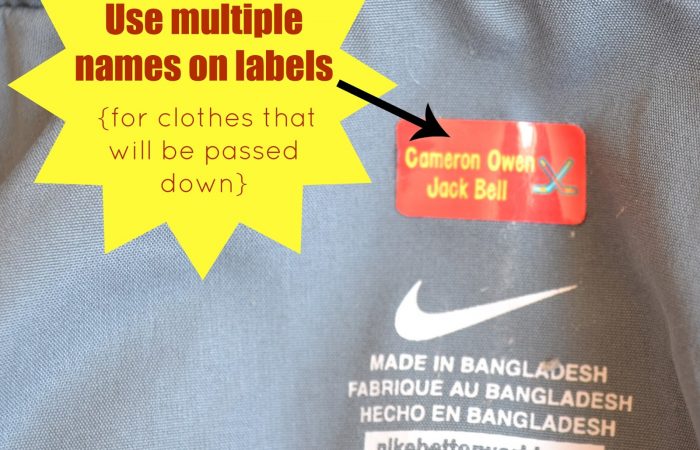 Use multiple
names on labels
{for clothes that
will be passed
down}
Cameron Owen
Jack Bell
MADE IN BANGLADESH
FABRIQUE AU BANGLADESH
HECHO EN BANGLADESH